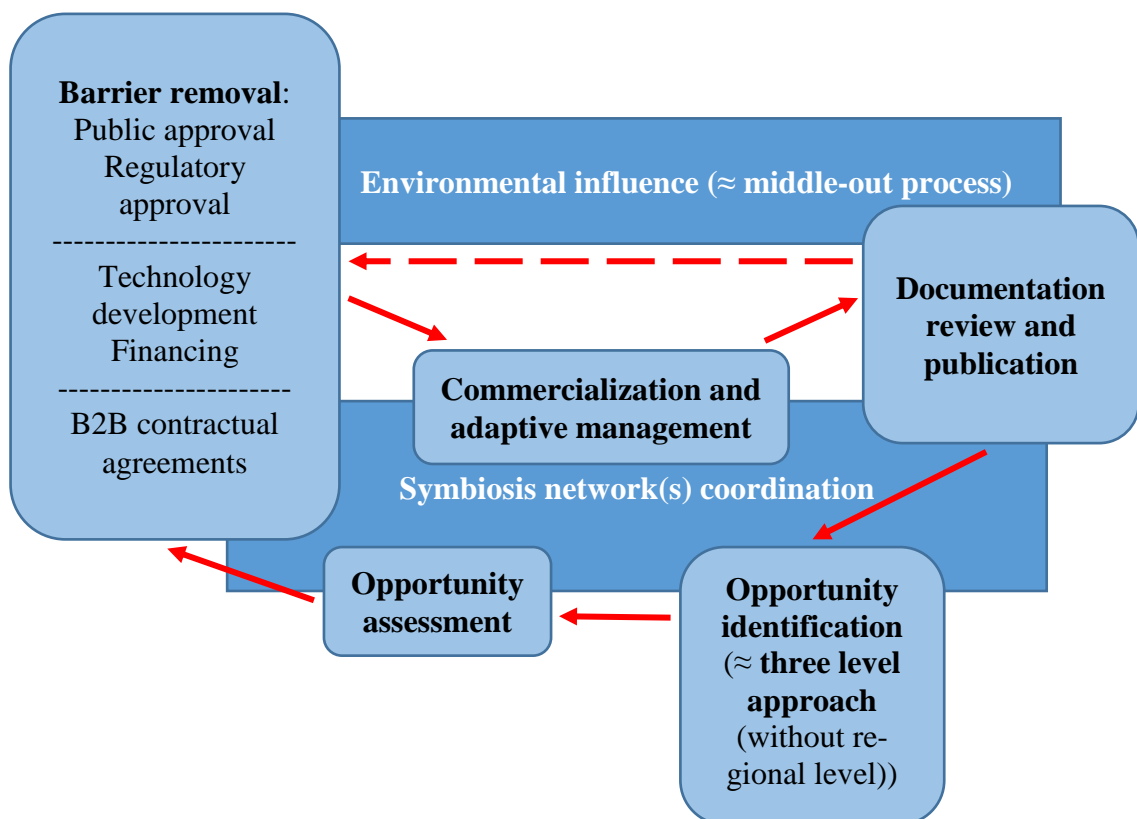 Barrier removal:
Public approval
Regulatory
approval
-----------------------
Technology
development
Financing
----------------------
B2B contractual
agreements
Environmental influence (≈ middle-out process)
Documentation
review and
publication
Commercialization and
adaptive management
Symbiosis network(s) coordination
Opportunity
assessment
Opportunity
identification
(≈ three level
approach
(without re-
gional level))